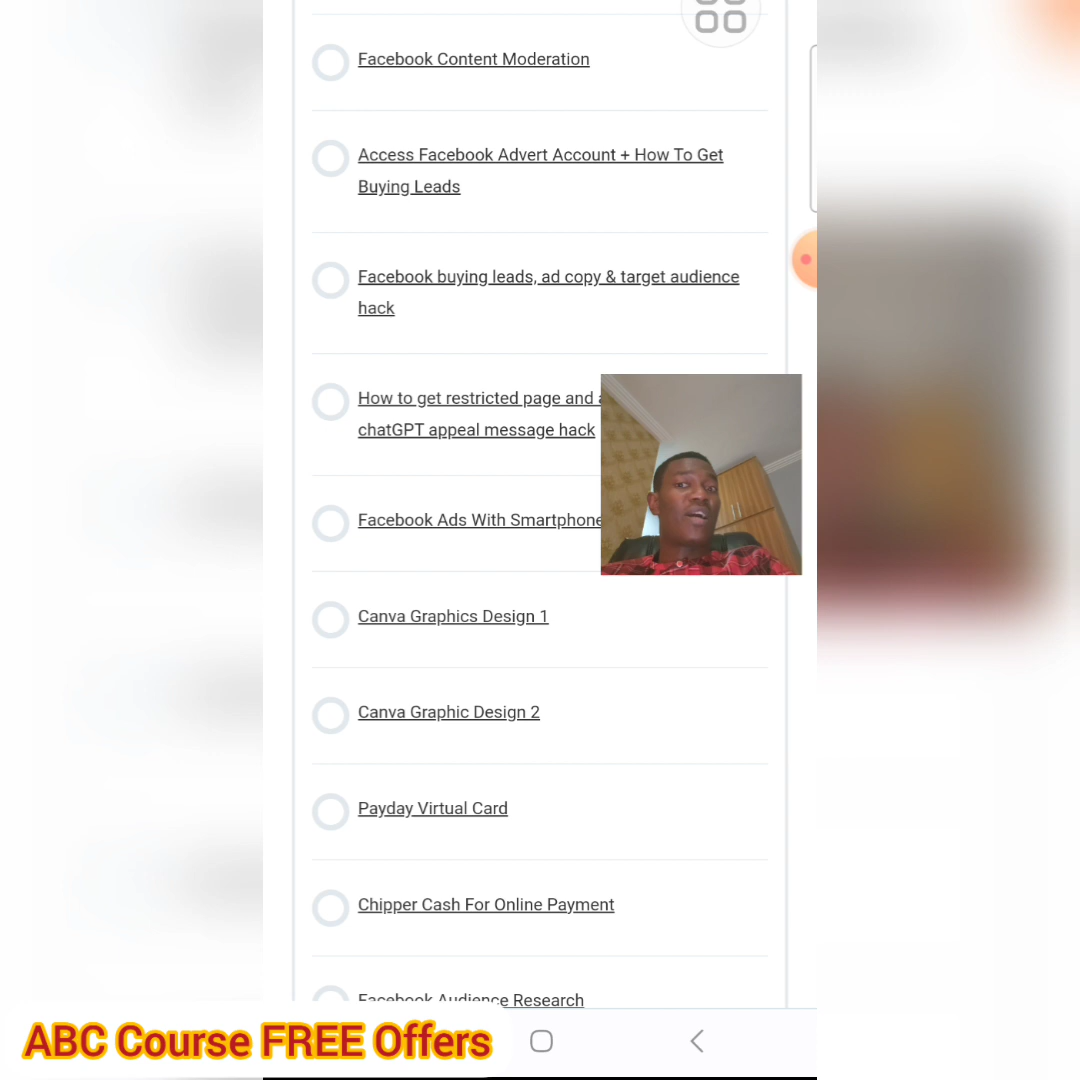 Facebook Content Moderation
Access Facebook Advert Account + How To Get
Buying Leads
Facebook buying leads, ad copy & target audience
hack
How to get restricted page and
chatGPT appeal message hack
Facebook Ads With Smartphone
Canva Graphics Design 1
Canva Graphic Design 2
Payday Virtual Card
Chipper Cash For Online Payment
Facebook Audience Research
ABC Course FREE Offers